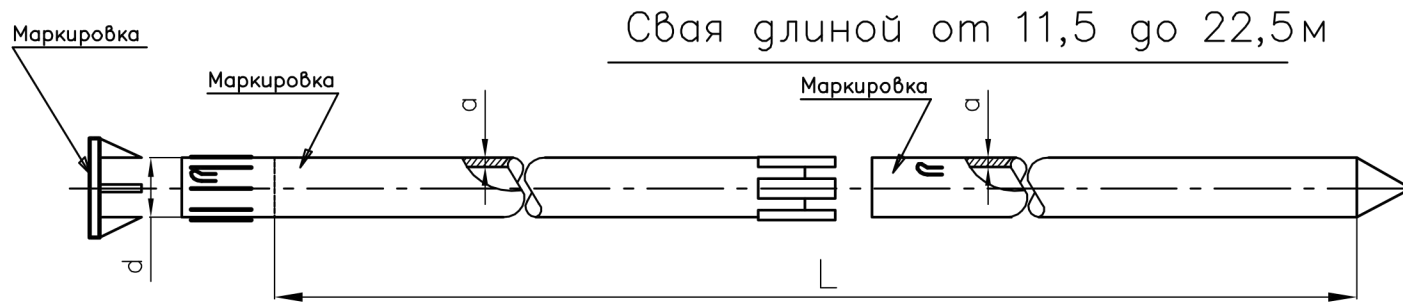 Свая длиной от 11,5 до 22,5м
Маркировка
Маркировка
Маркировка
a
a
d
L